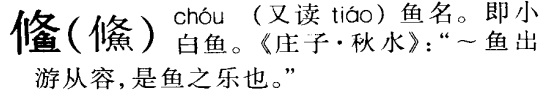 鯈(鯈) chóu (又读 tiáo) 鱼名。即小
白鱼。《庄子·秋水》：“～鱼出
游从容，是鱼之乐也。”